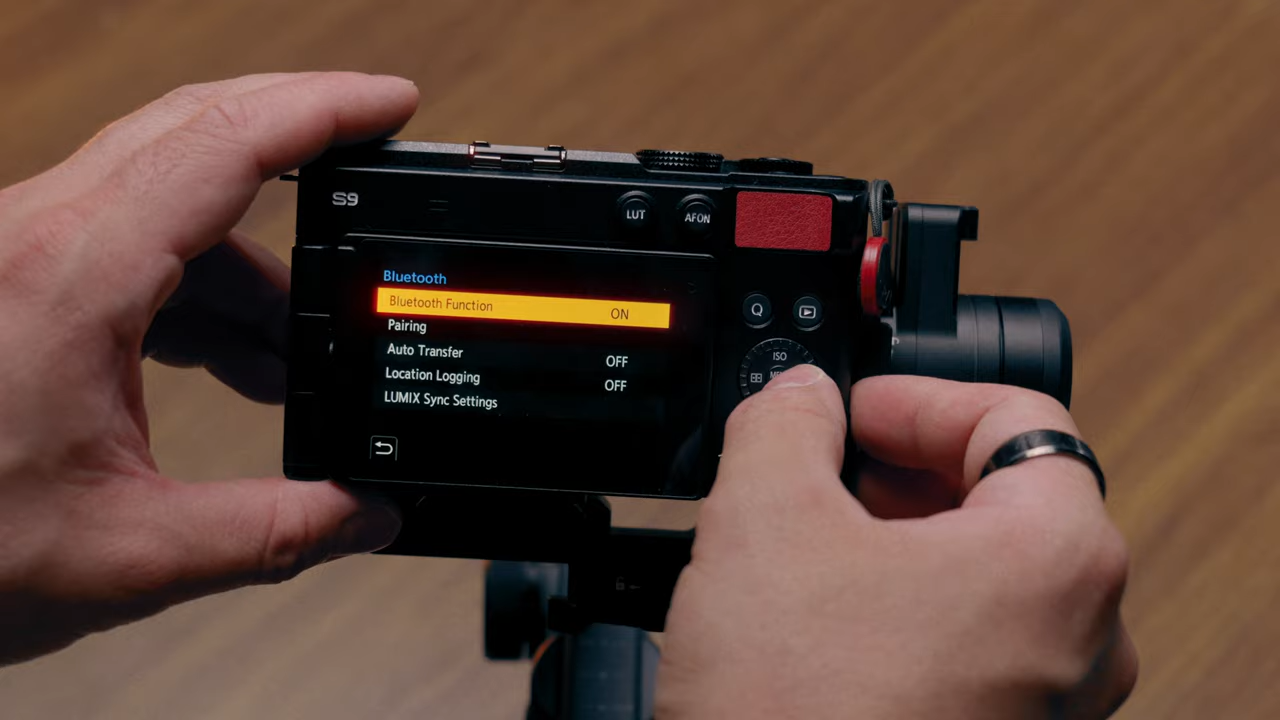 S9
LUT
AFON
Bluetooth
Bluetooth Function ON
Pairing
Auto Transfer OFF
Location Logging OFF
LUMIX Sync Settings
Q
ISO